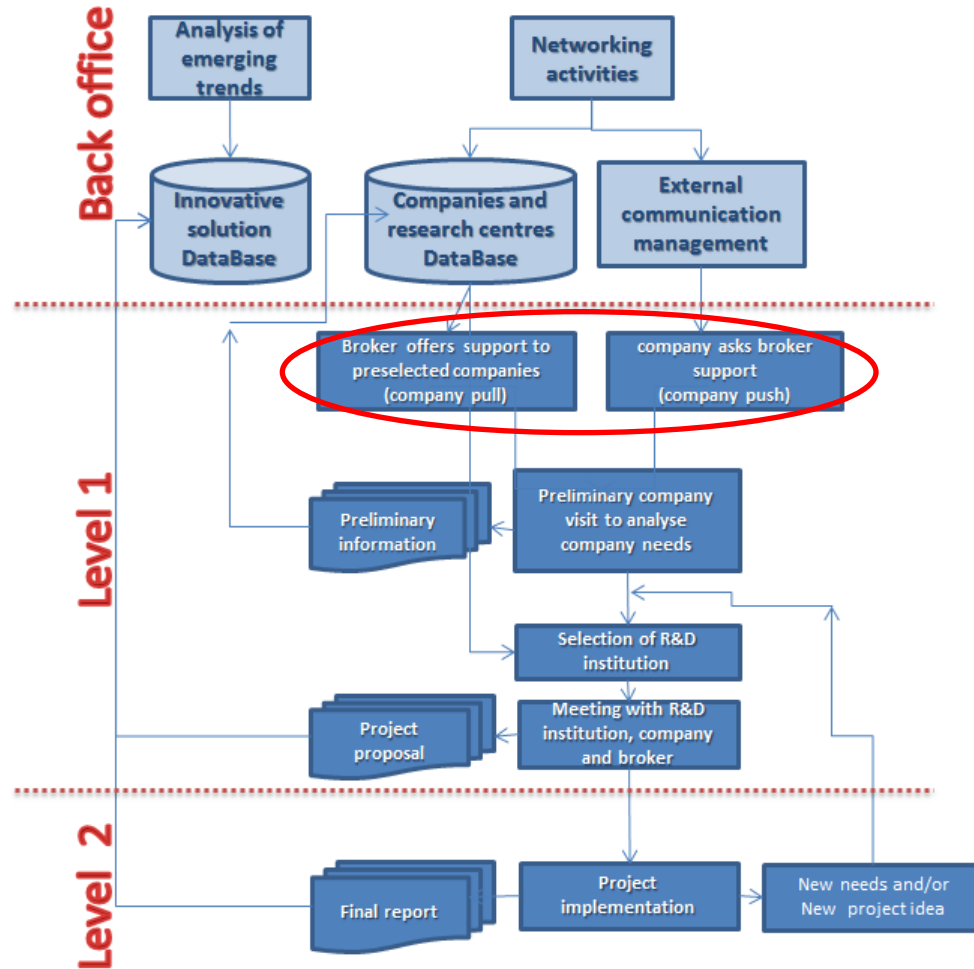 Back office
Analysis of
emerging
trends
Networking
activities
Innovative
solution
DataBase
Companies and
research centres
DataBase
External
communication
management
Level 1
Broker offers support to
preselected companies
(company pull)
company asks broker
support
(company push)
Preliminary
information
Preliminary company
visit to analyse
company needs
Selection of R&D
institution
Project
proposal
Meeting with R&D
institution, company
and broker
Level 2
Final report
Project
implementation
New needs and/or
New project idea